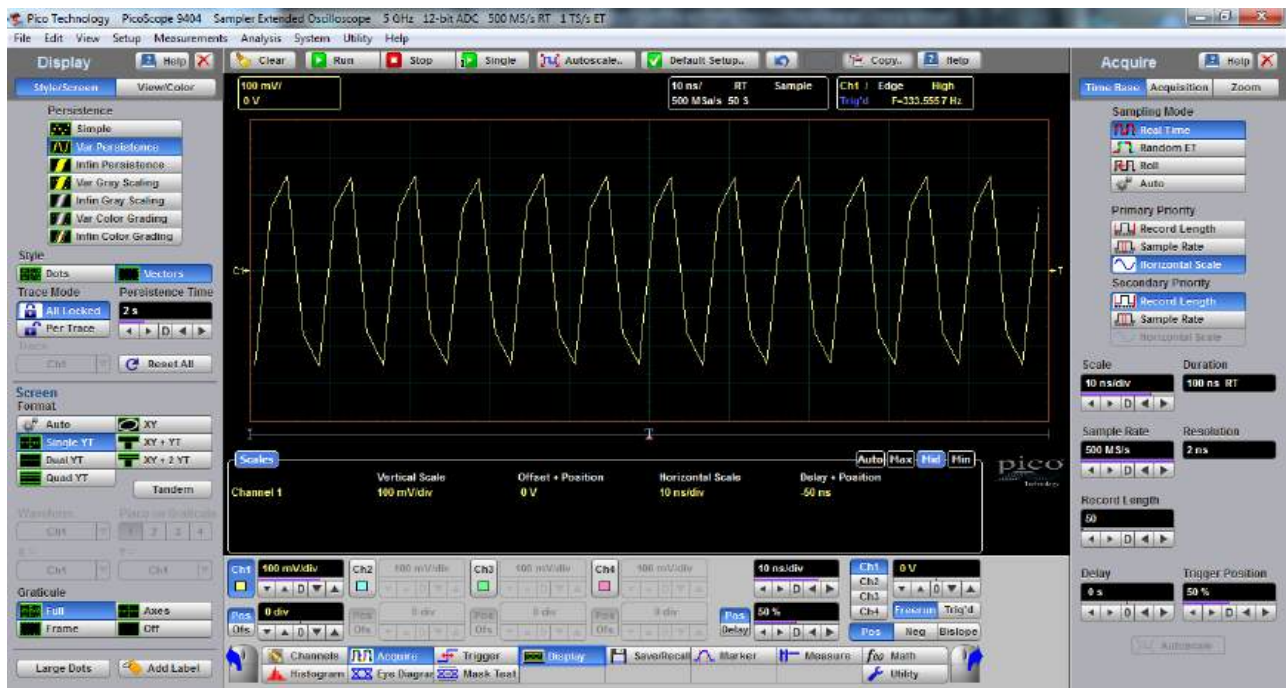 Pico Technology PicoScope 9404 Sampler Extended Oscilloscope 5 GHz 12-bit ADC 500 MS/s RT 1 TS/s ET
File Edit View Setup Measurements Analysis System Utility Help
Display Help
Clear Run Stop Single Autoscale.. Default Setup.. Copy.. Help
Acquire Help
Style/Screen View/Color
Persistence
Simple
Var Persistence
Infin Persistence
Var Gray Scaling
Infin Gray Scaling
Var Color Grading
Infin Color Grading
Style
Dots Vectors
Trace Mode Persistence Time
All Locked 2 s
Per Trace D
Trace
Ch1 Reset All
Screen
Format
Auto XY
Single YT XY + YT
Dual YT XY + 2 YT
Quad YT
Tandem
Waveform Place on Graticule
Ch1 1 2 3 4
X = Y =
Ch1 Ch1
Graticule
Full Axes
Frame Off
Large Dots Add Label
100 mV/
0 V
10 ns/ RT Sample
500 MSa/s 50 S
Ch1 / Edge High
Trig'd F=333.555 7 Hz
C1
T
T
Scales Auto Max Mid Min
Vertical Scale Offset + Position Horizontal Scale Delay + Position
Channel 1 100 mV/div 0 V 10 ns/div -50 ns
pico
Technology
Ch1 100 mV/div Ch2 100 mV/div Ch3 100 mV/div Ch4 100 mV/div 10 ns/div Ch1 0 V
D D D D D Ch2 0
Ch3
Pos 0 div Pos 0 div Pos 0 div Pos 0 div Pos 50 % Ch4 Freerun Trig'd
Ofs D Ofs Ofs Ofs Delay D Pos Neg Bislope
Channels Acquire Trigger Display Save/Recall Marker Measure Math
Histogram Eye Diagram Mask Test Utility
Time Base Acquisition Zoom
Sampling Mode
Real Time
Random ET
Roll
Auto
Primary Priority
Record Length
Sample Rate
Horizontal Scale
Secondary Priority
Record Length
Sample Rate
Horizontal Scale
Scale Duration
10 ns/div 100 ns RT
D
Sample Rate Resolution
500 MS/s 2 ns
D
Record Length
50
D
Delay Trigger Position
0 s 50 %
0 D
Autoscale